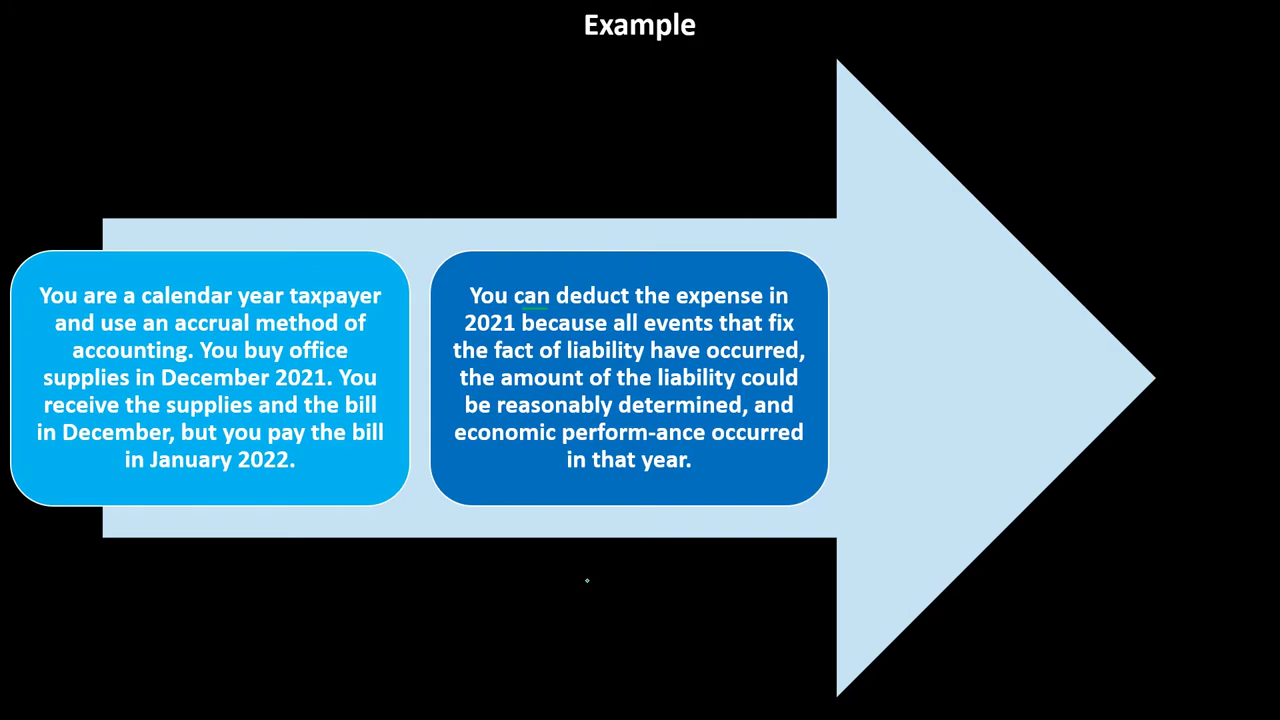 Example
You are a calendar year taxpayer
and use an accrual method of
accounting. You buy office
supplies in December 2021. You
receive the supplies and the bill
in December, but you pay the bill
in January 2022.
You can deduct the expense in
2021 because all events that fix
the fact of liability have occurred,
the amount of the liability could
be reasonably determined, and
economic perform-ance occurred
in that year.